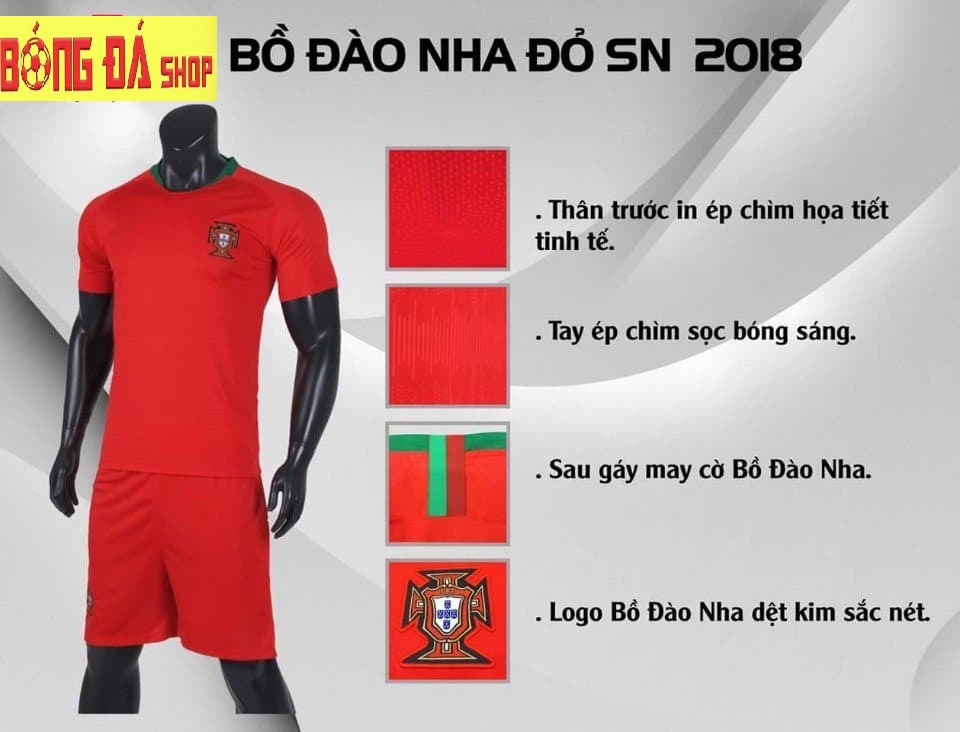 BÓNG ĐÁ SHOP
BỒ ĐÀO NHA ĐỎ SN 2018
. Thân trước in ép chìm họa tiết
tinh tế.
. Tay ép chìm sọc bóng sáng.
. Sau gáy may cờ Bồ Đào Nha.
. Logo Bồ Đào Nha dệt kim sắc nét.